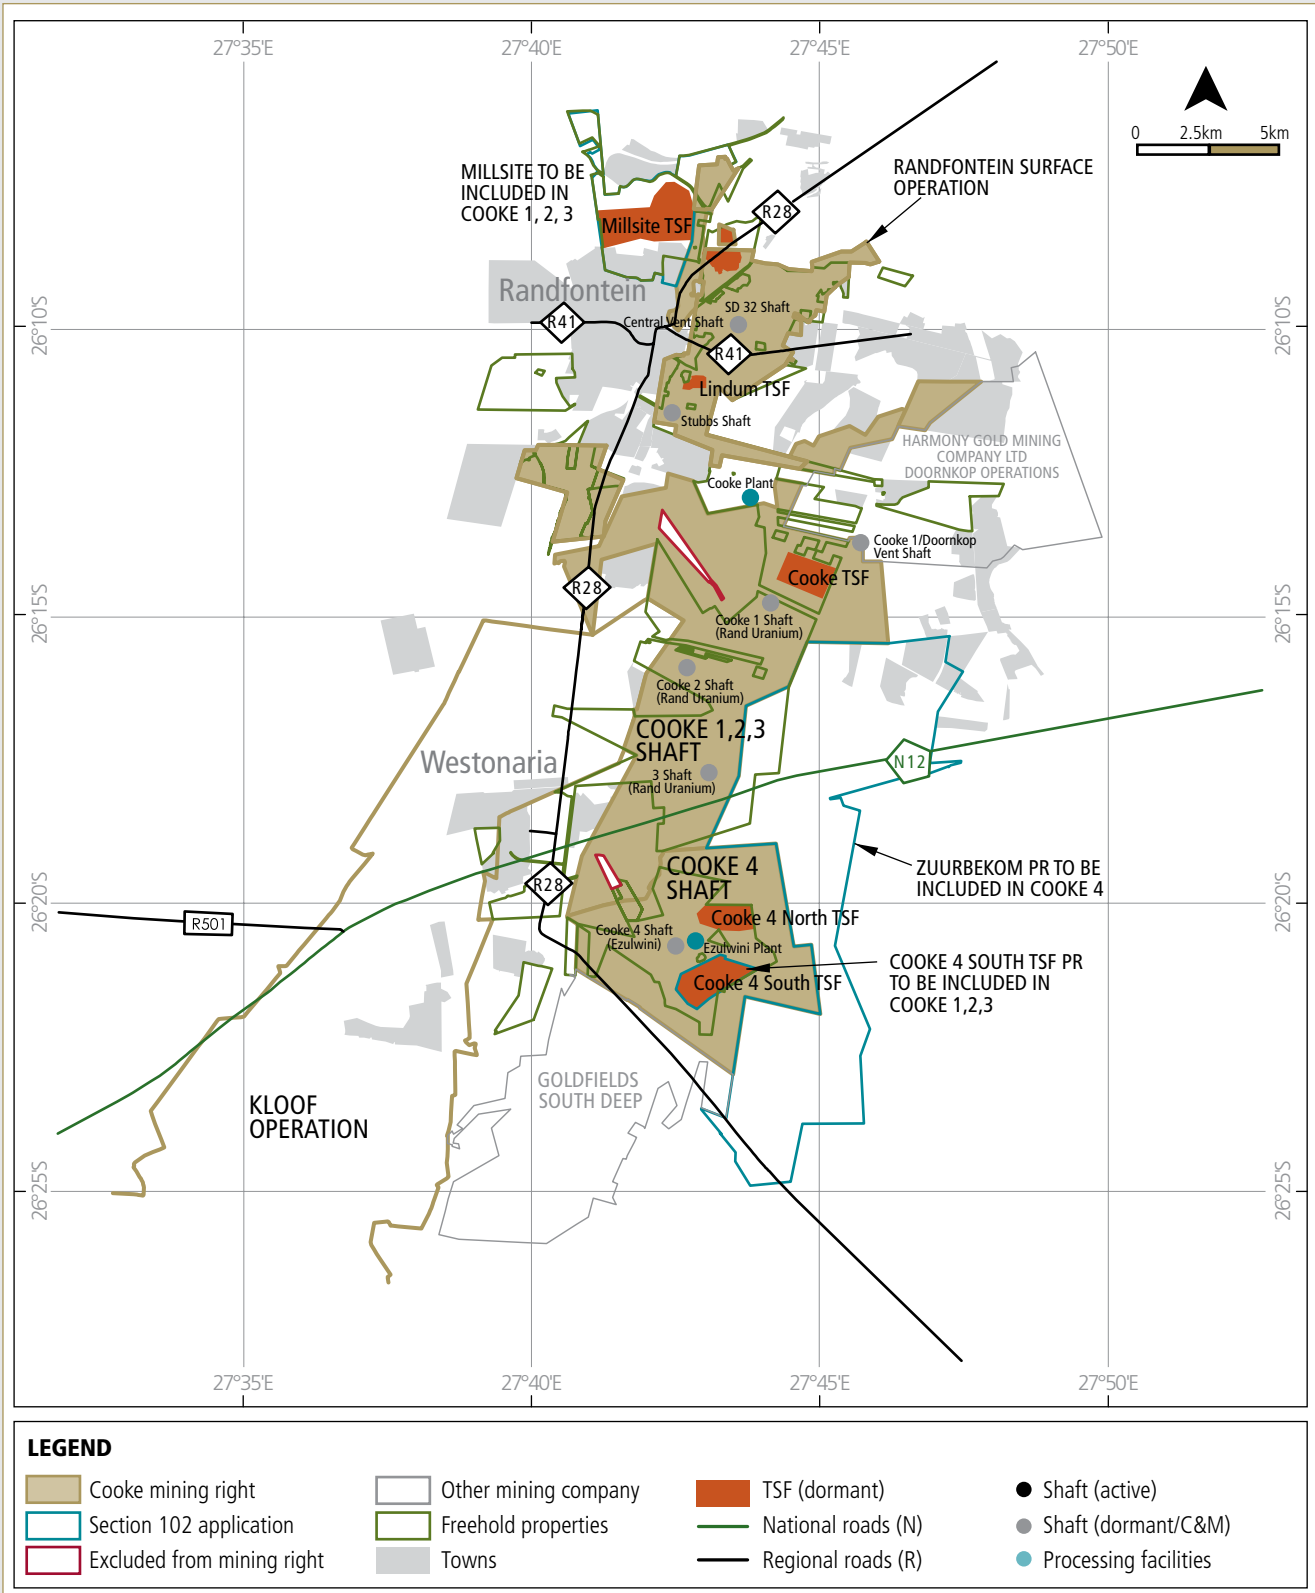 27°35'E
27°40'E
27°45'E
27°50'E
0 2.5km 5km
MILLSITE TO BE
INCLUDED IN
COOKE 1, 2, 3
RANDFONTEIN SURFACE
OPERATION
R28
Millsite TSF
Randfontein
SD 32 Shaft
26°10'S
R41
Central Vent Shaft
26°10'S
R41
Lindum TSF
Stubbs Shaft
HARMONY GOLD MINING
COMPANY LTD
DOORNKOP OPERATIONS
Cooke Plant
Cooke 1/Doornkop
Vent Shaft
Cooke TSF
R28
26°15'S
Cooke 1 Shaft
(Rand Uranium)
26°15'S
Cooke 2 Shaft
(Rand Uranium)
COOKE 1,2,3
SHAFT
Westonaria
N12
3 Shaft
(Rand Uranium)
COOKE 4
SHAFT
ZUURBEKOM PR TO BE
INCLUDED IN COOKE 4
R28
26°20'S
R501
26°20'S
Cooke 4 North TSF
Cooke 4 Shaft
(Ezulwini)
Ezulwini Plant
Cooke 4 South TSF
COOKE 4 SOUTH TSF PR
TO BE INCLUDED IN
COOKE 1,2,3
GOLDFIELDS
SOUTH DEEP
KLOOF
OPERATION
26°25'S
26°25'S
27°35'E
27°40'E
27°45'E
27°50'E
LEGEND
Cooke mining right
Section 102 application
Excluded from mining right
Other mining company
Freehold properties
Towns
TSF (dormant)
National roads (N)
Regional roads (R)
Shaft (active)
Shaft (dormant/C&M)
Processing facilities